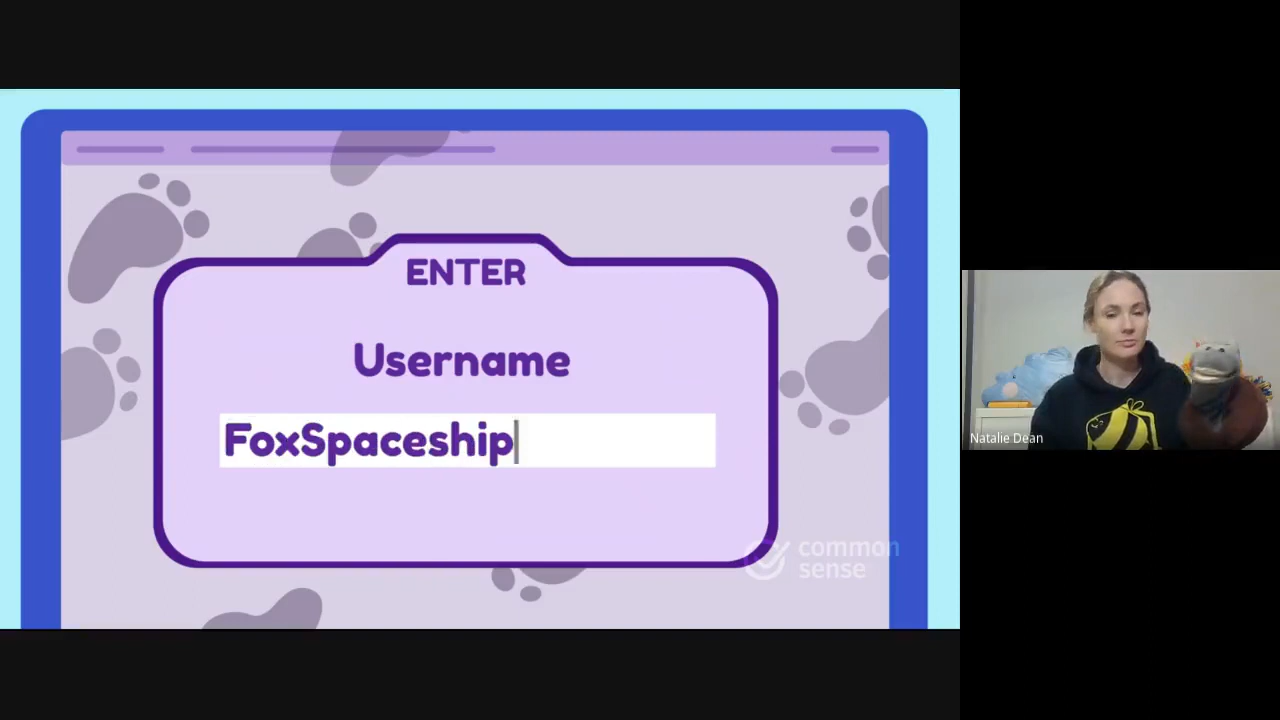 ENTER
Username
FoxSpaceship
common
sense
Natalie Dean